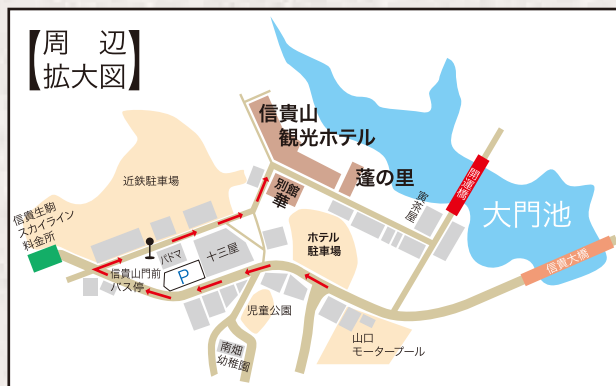 【周 辺
拡大図】
信貴山
観光ホテル
近鉄駐車場
別館
華
蓬の里
開運橋
寅茶屋
大門池
信貴生駒
スカイライン
料金所
パドマ
十三屋
ホテル
駐車場
信貴山門前
バス停
P
信貴大橋
児童公園
山口
モータープール
南畑
幼稚園